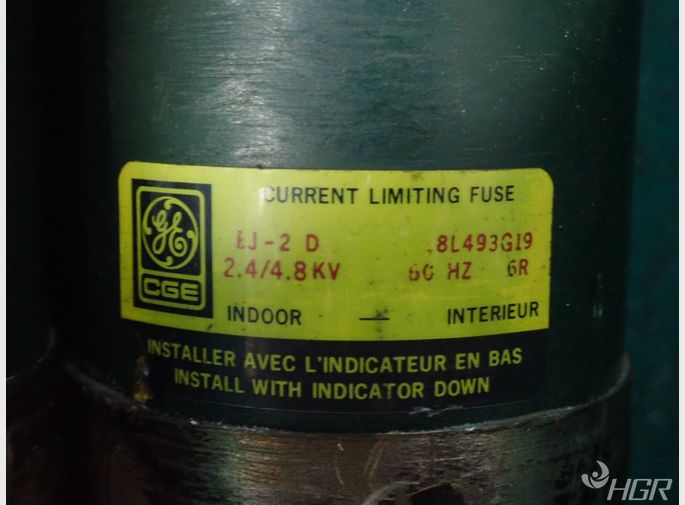 CURRENT LIMITING FUSE
GE
CGE
EJ-2 D 8L493G19
2.4/4.8 KV 60 HZ 6R
INDOOR — INTERIEUR
INSTALLER AVEC L'INDICATEUR EN BAS
INSTALL WITH INDICATOR DOWN
HGR